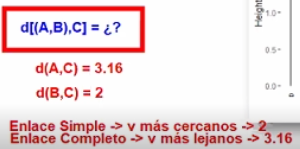 d[(A,B),C] = ¿?
d(A,C) = 3.16
d(B,C) = 2
Enlace Simple -> v más cercanos -> 2
Enlace Completo -> v más lejanos -> 3.16
Height
1.0
0.5
0.0